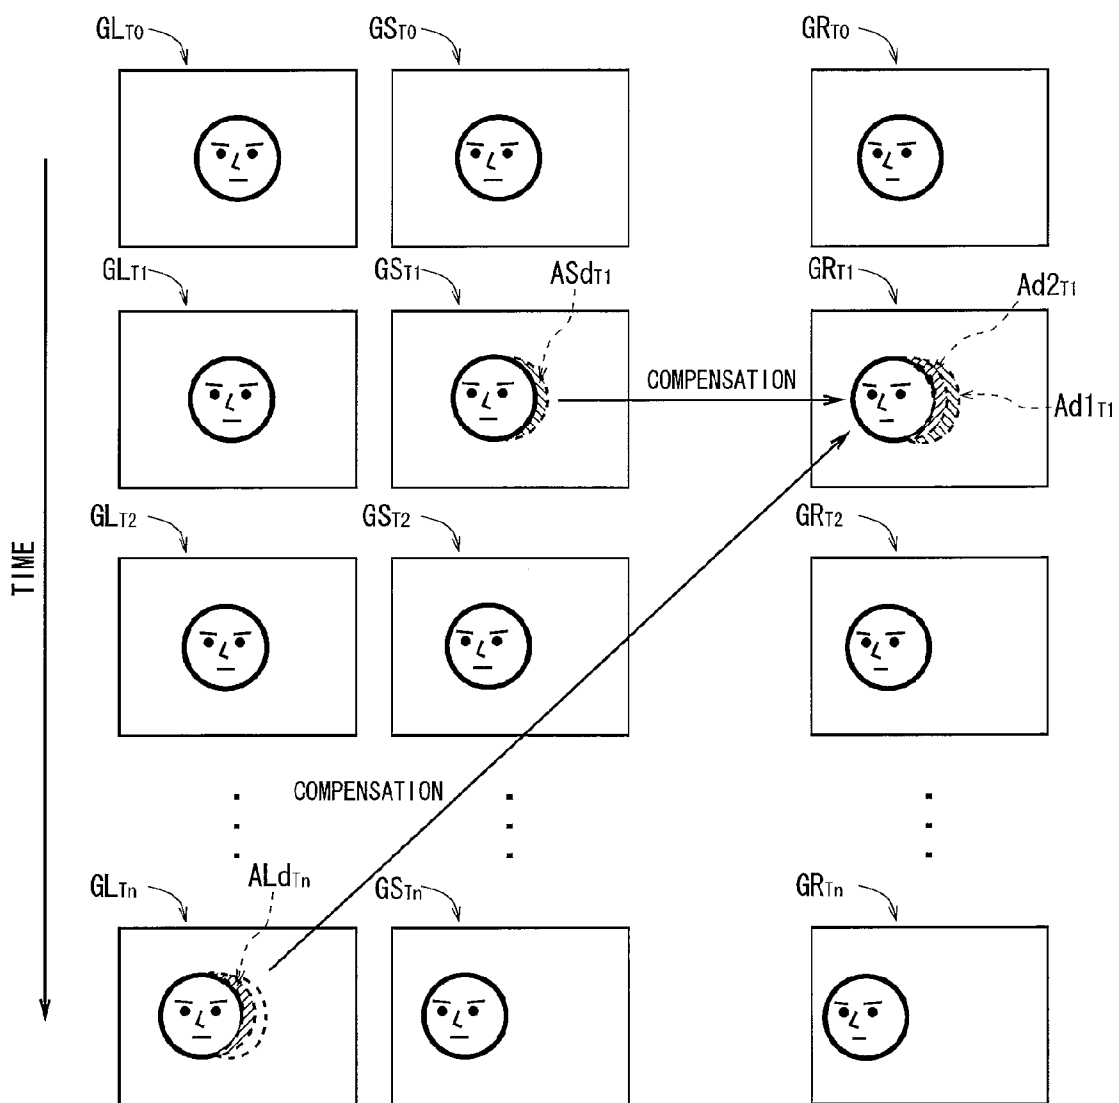 GLT0 GST0 GRT0
GLT1 GST1 ASdT1 GRT1 Ad2T1
COMPENSATION
Ad1T1
GLT2 GST2 GRT2
TIME
COMPENSATION
GLTn ALdTn GSTn GRTn